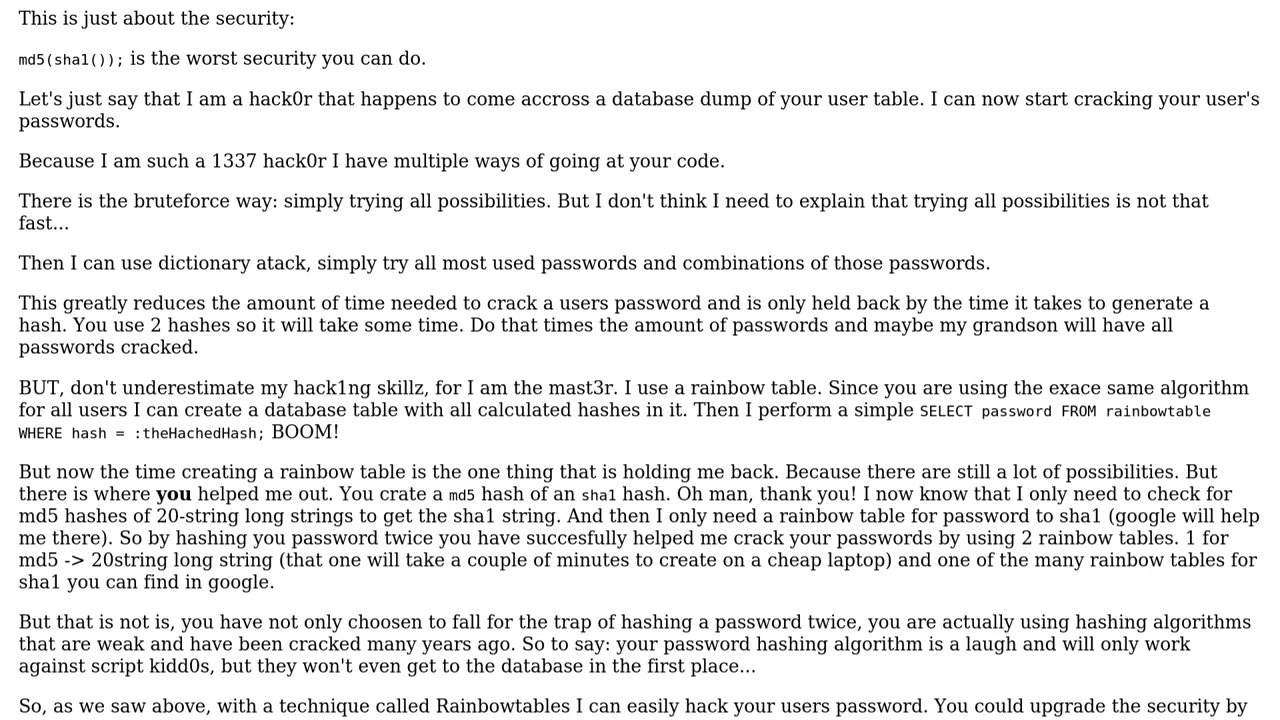 This is just about the security:
md5(sha1()); is the worst security you can do.
Let's just say that I am a hack0r that happens to come accross a database dump of your user table. I can now start cracking your user's
passwords.
Because I am such a 1337 hack0r I have multiple ways of going at your code.
There is the bruteforce way: simply trying all possibilities. But I don't think I need to explain that trying all possibilities is not that
fast...
Then I can use dictionary atack, simply try all most used passwords and combinations of those passwords.
This greatly reduces the amount of time needed to crack a users password and is only held back by the time it takes to generate a
hash. You use 2 hashes so it will take some time. Do that times the amount of passwords and maybe my grandson will have all
passwords cracked.
BUT, don't underestimate my hack1ng skillz, for I am the mast3r. I use a rainbow table. Since you are using the exace same algorithm
for all users I can create a database table with all calculated hashes in it. Then I perform a simple SELECT password FROM rainbowtable
WHERE hash = :theHachedHash; BOOM!
But now the time creating a rainbow table is the one thing that is holding me back. Because there are still a lot of possibilities. But
there is where you helped me out. You crate a md5 hash of an sha1 hash. Oh man, thank you! I now know that I only need to check for
md5 hashes of 20-string long strings to get the sha1 string. And then I only need a rainbow table for password to sha1 (google will help
me there). So by hashing you password twice you have succesfully helped me crack your passwords by using 2 rainbow tables. 1 for
md5 -> 20string long string (that one will take a couple of minutes to create on a cheap laptop) and one of the many rainbow tables for
sha1 you can find in google.
But that is not is, you have not only choosen to fall for the trap of hashing a password twice, you are actually using hashing algorithms
that are weak and have been cracked many years ago. So to say: your password hashing algorithm is a laugh and will only work
against script kidd0s, but they won't even get to the database in the first place...
So, as we saw above, with a technique called Rainbowtables I can easily hack your users password. You could upgrade the security by